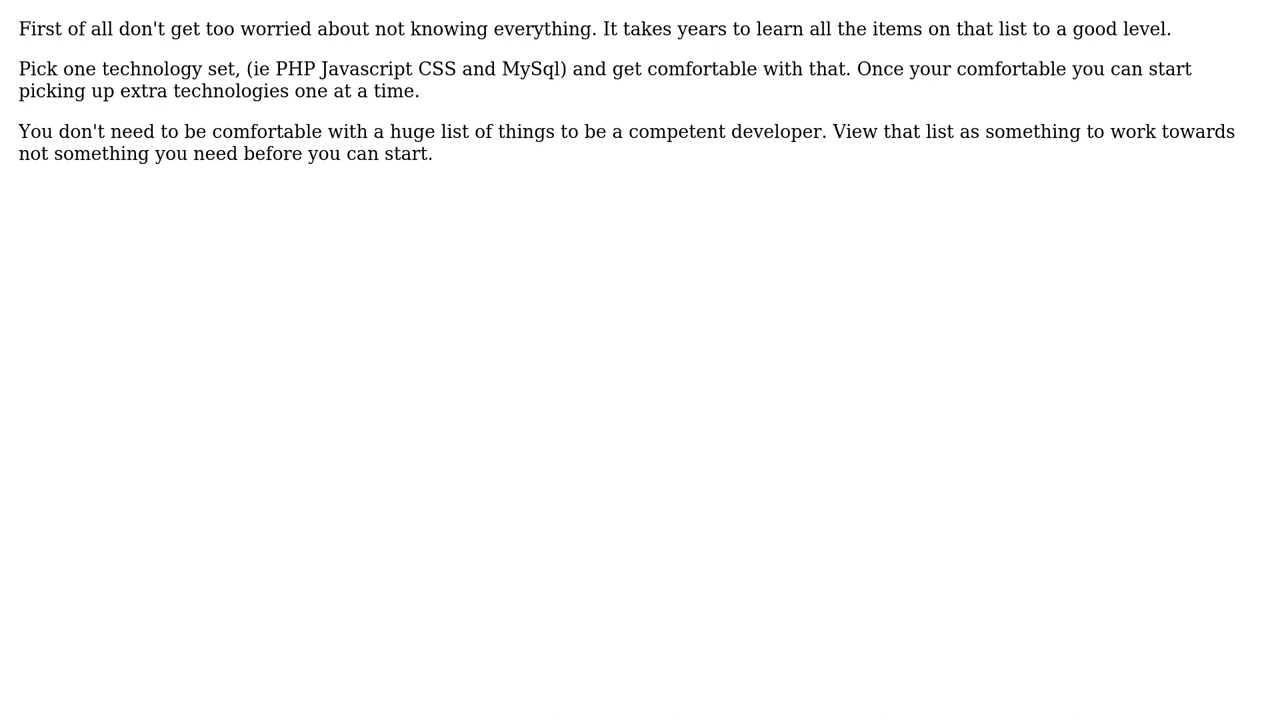 First of all don't get too worried about not knowing everything. It takes years to learn all the items on that list to a good level.
Pick one technology set, (ie PHP Javascript CSS and MySql) and get comfortable with that. Once your comfortable you can start
picking up extra technologies one at a time.
You don't need to be comfortable with a huge list of things to be a competent developer. View that list as something to work towards
not something you need before you can start.